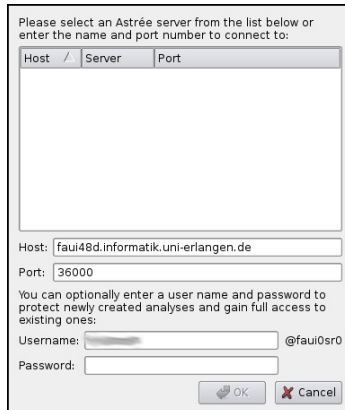 Please select an Astrée server from the list below or
enter the name and port number to connect to:
Host Server Port
Host: faui48d.informatik.uni-erlangen.de
Port: 36000
You can optionally enter a user name and password to
protect newly created analyses and gain full access to
existing ones:
Username: @faui0sr0
Password:
OK Cancel